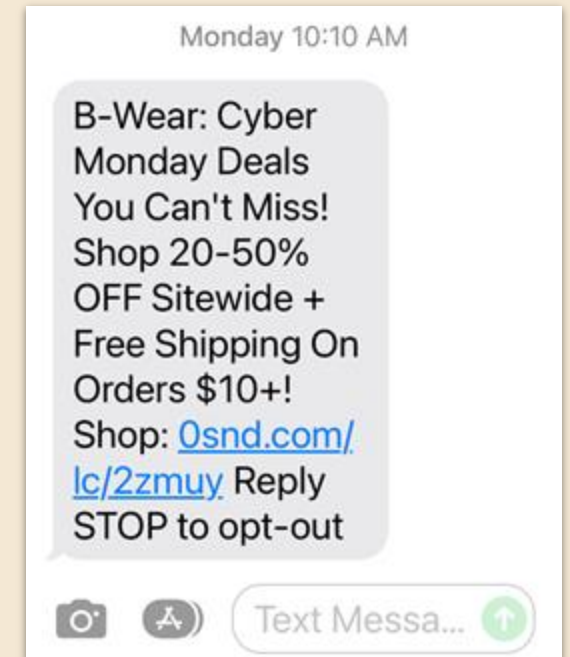 Monday 10:10 AM
B-Wear: Cyber
Monday Deals
You Can't Miss!
Shop 20-50%
OFF Sitewide +
Free Shipping On
Orders $10+!
Shop: 0snd.com/
lc/2zmuy Reply
STOP to opt-out
Text Messa...